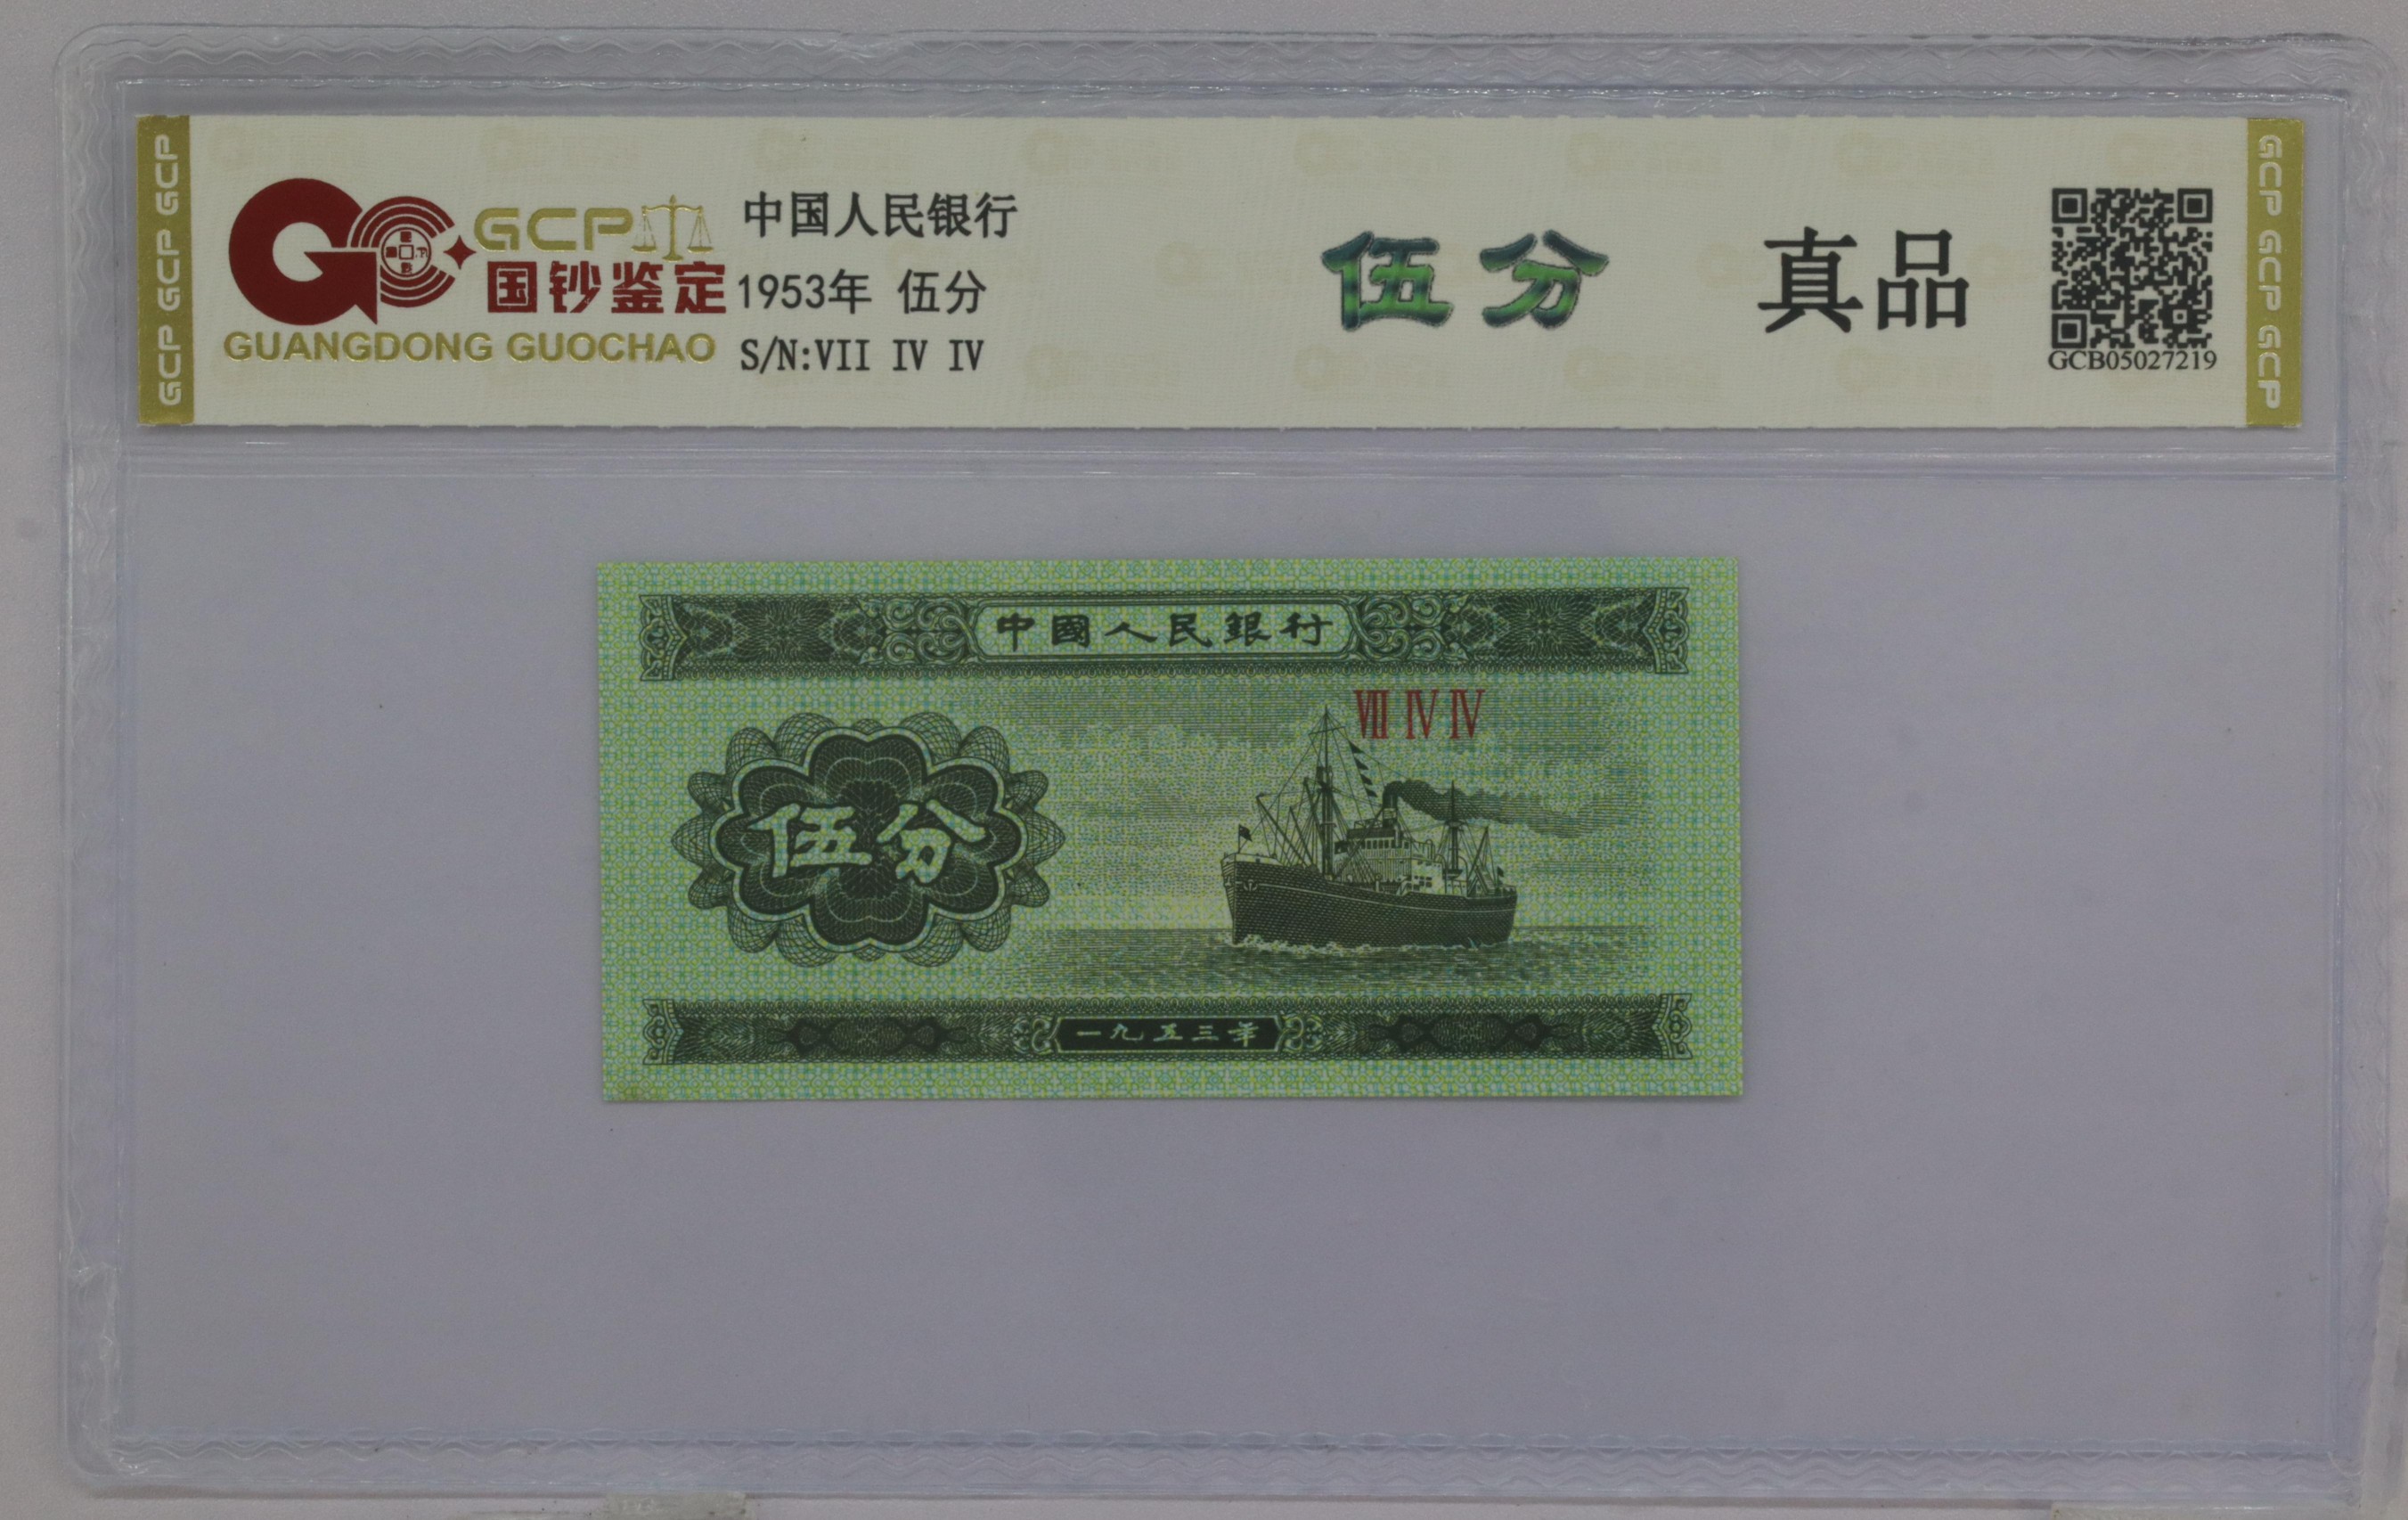 GCP GCP GCP
GCP
国钞鉴定
GUANGDONG GUOCHAO
中国人民银行
1953年 伍分
S/N:VII IV IV
伍分
真品
GCB05027219
GCP GCP GCP
中國人民銀行
VII IV IV
伍分
一九五三年